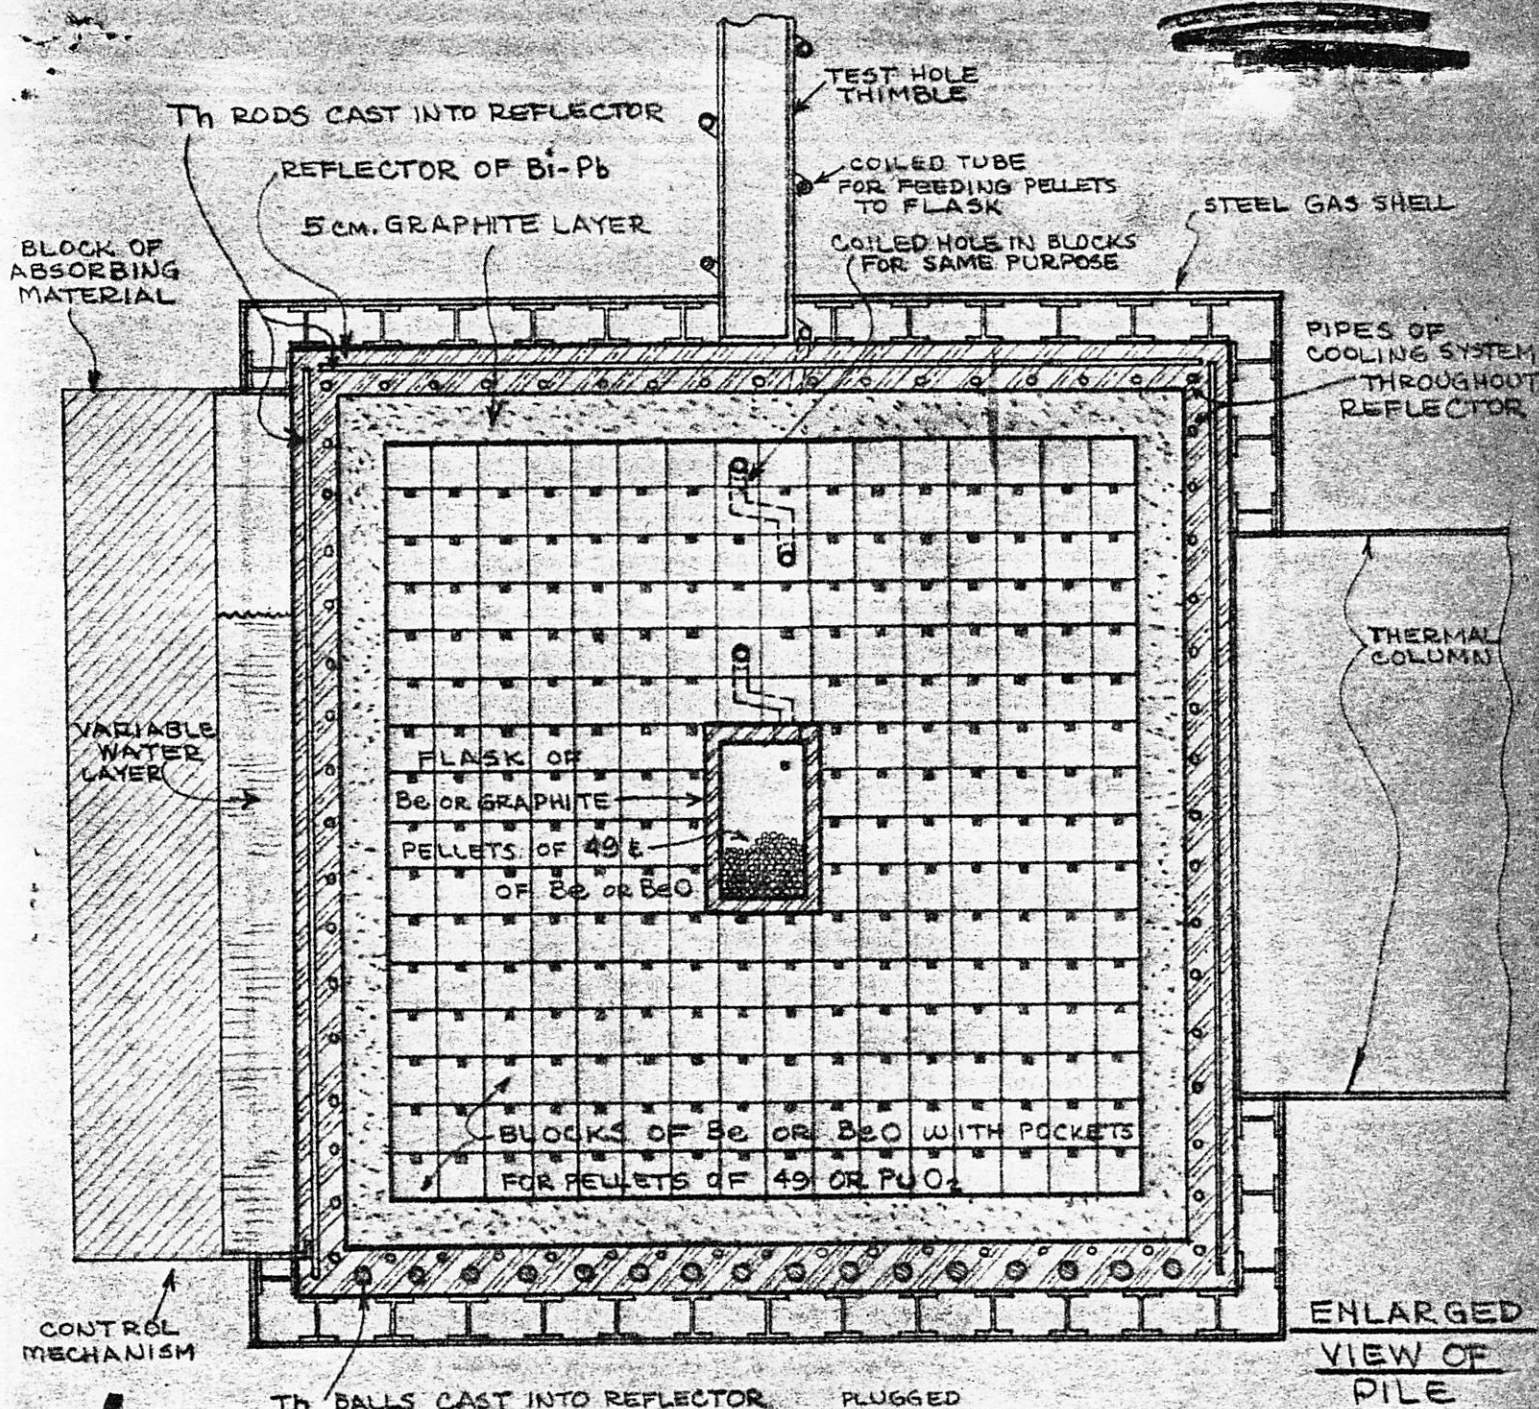 TEST HOLE
THIMBLE
Th RODS CAST INTO REFLECTOR
REFLECTOR OF Bi-Pb
COILED TUBE
FOR FEEDING PELLETS
TO FLASK
STEEL GAS SHELL
5 CM. GRAPHITE LAYER
COILED HOLE IN BLOCKS
FOR SAME PURPOSE
BLOCK OF
ABSORBING
MATERIAL
PIPES OF
COOLING SYSTEM
THROUGHOUT
REFLECTOR
THERMAL
COLUMN
VARIABLE
WATER
LAYER
FLASK OF
Be OR GRAPHITE
PELLETS OF 49 &
OF Be OR BeO
BLOCKS OF Be OR BeO WITH POCKETS
FOR PELLETS OF 49 OR PuO2
CONTROL
MECHANISM
ENLARGED
VIEW OF
PILE
Th BALLS CAST INTO REFLECTOR
PLUGGED